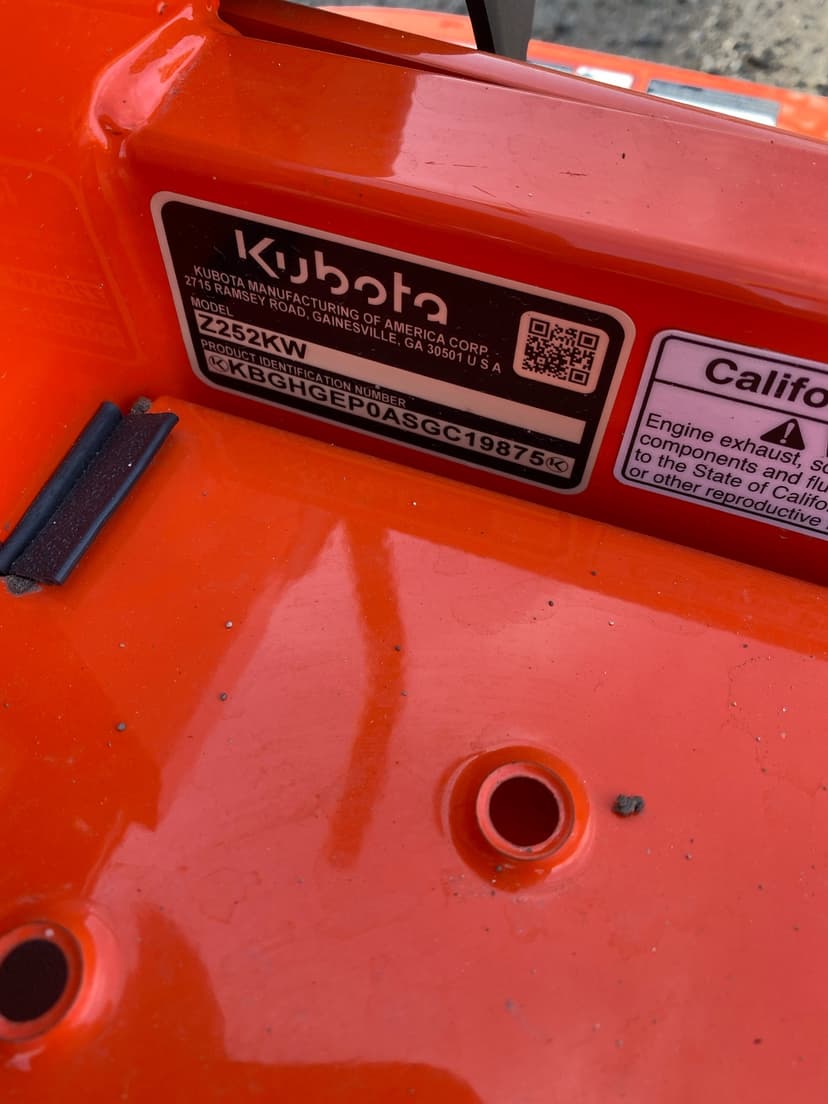 Kubota
KUBOTA MANUFACTURING OF AMERICA CORP.
2715 RAMSEY ROAD, GAINESVILLE, GA 30501 U S A
MODEL
Z252KW
PRODUCT IDENTIFICATION NUMBER
KBGHGEP0ASGC19875
Califo
Engine exhaust, so
components and flu
to the State of Califo
or other reproductive